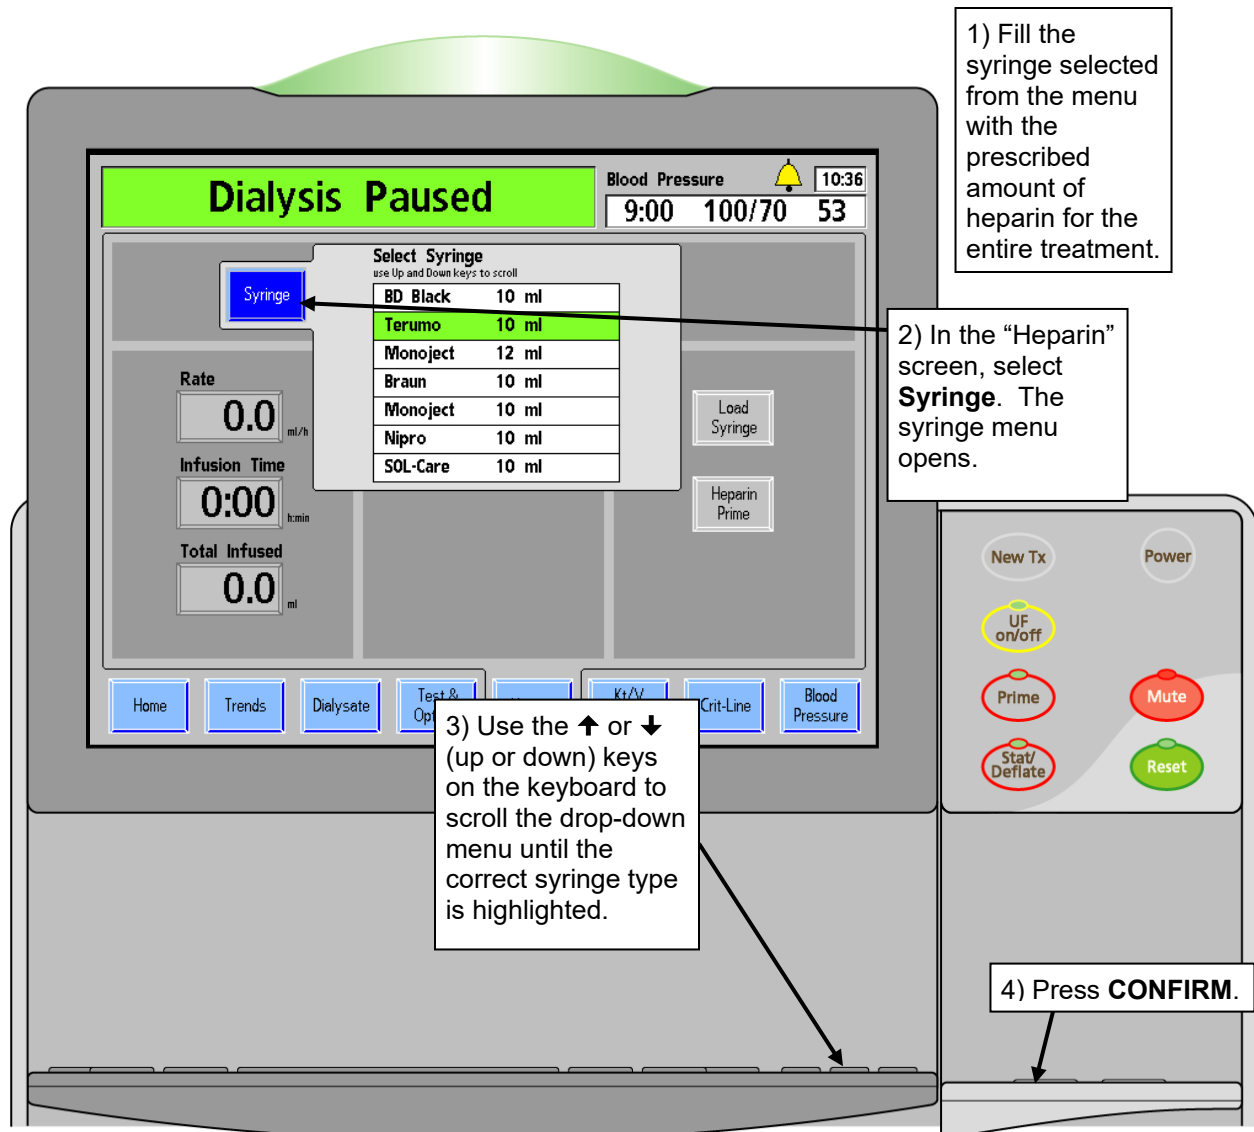 1) Fill the
syringe selected
from the menu
with the
prescribed
amount of
heparin for the
entire treatment.
Dialysis Paused
Blood Pressure
10:36
9:00 100/70 53
Syringe
Select Syringe
use Up and Down keys to scroll
BD Black 10 ml
Terumo 10 ml
Monoject 12 ml
Braun 10 ml
Monoject 10 ml
Nipro 10 ml
SOL-Care 10 ml
2) In the “Heparin”
screen, select
Syringe. The
syringe menu
opens.
Rate
0.0 ml/h
Infusion Time
0:00 h:min
Total Infused
0.0 ml
Load
Syringe
Heparin
Prime
New Tx
Power
UF
on/off
Prime
Mute
Stat/
Deflate
Reset
Home
Trends
Dialysate
Test &
Kt/V
Crit-Line
Blood
Pressure
3) Use the ↑ or ↓
(up or down) keys
on the keyboard to
scroll the drop-down
menu until the
correct syringe type
is highlighted.
4) Press CONFIRM.